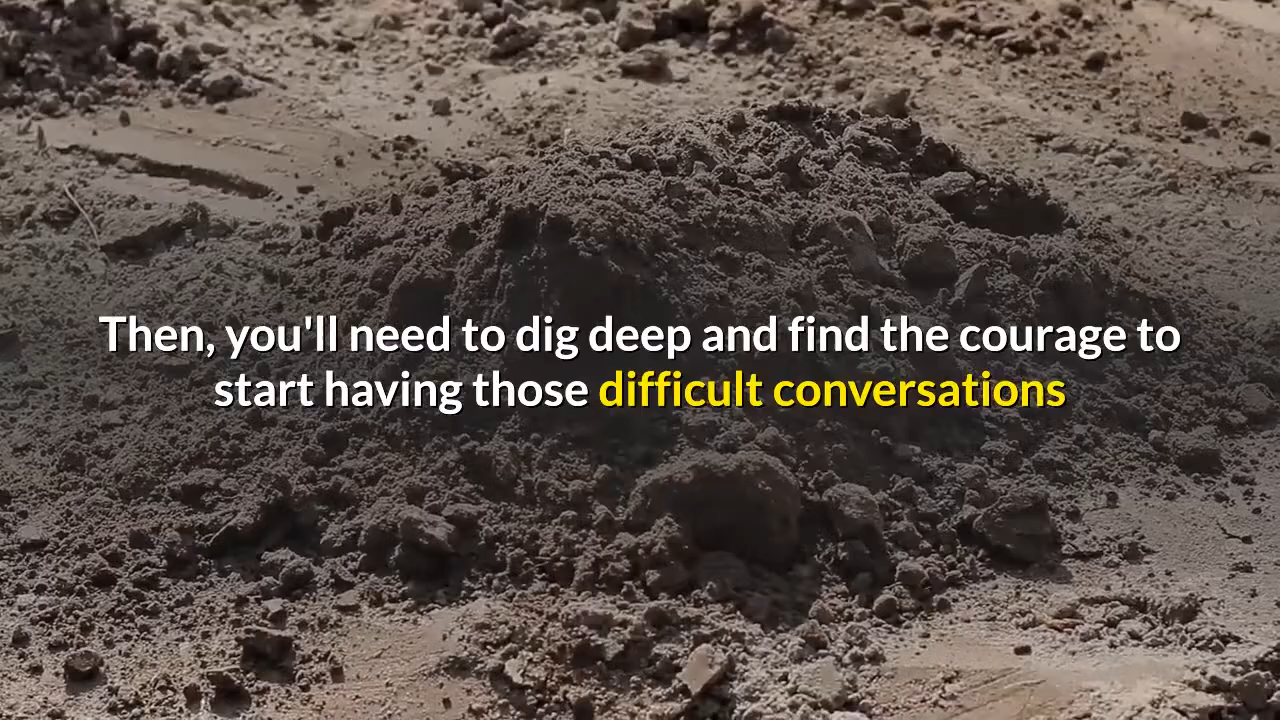 Then, you'll need to dig deep and find the courage to
start having those difficult conversations